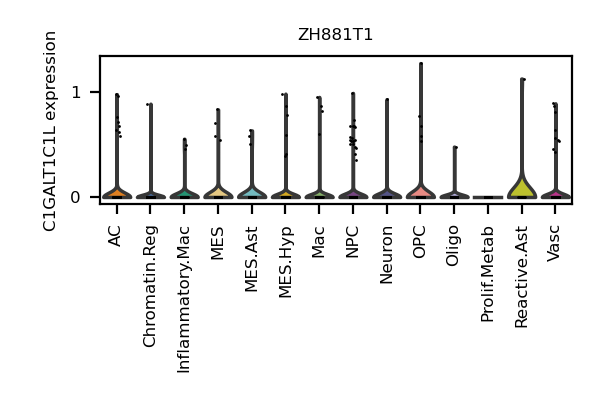 ZH881T1
C1GALT1C1L expression
1
0
AC
Chromatin.Reg
Inflammatory.Mac
MES
MES.Ast
MES.Hyp
Mac
NPC
Neuron
OPC
Oligo
Prolif.Metab
Reactive.Ast
Vasc